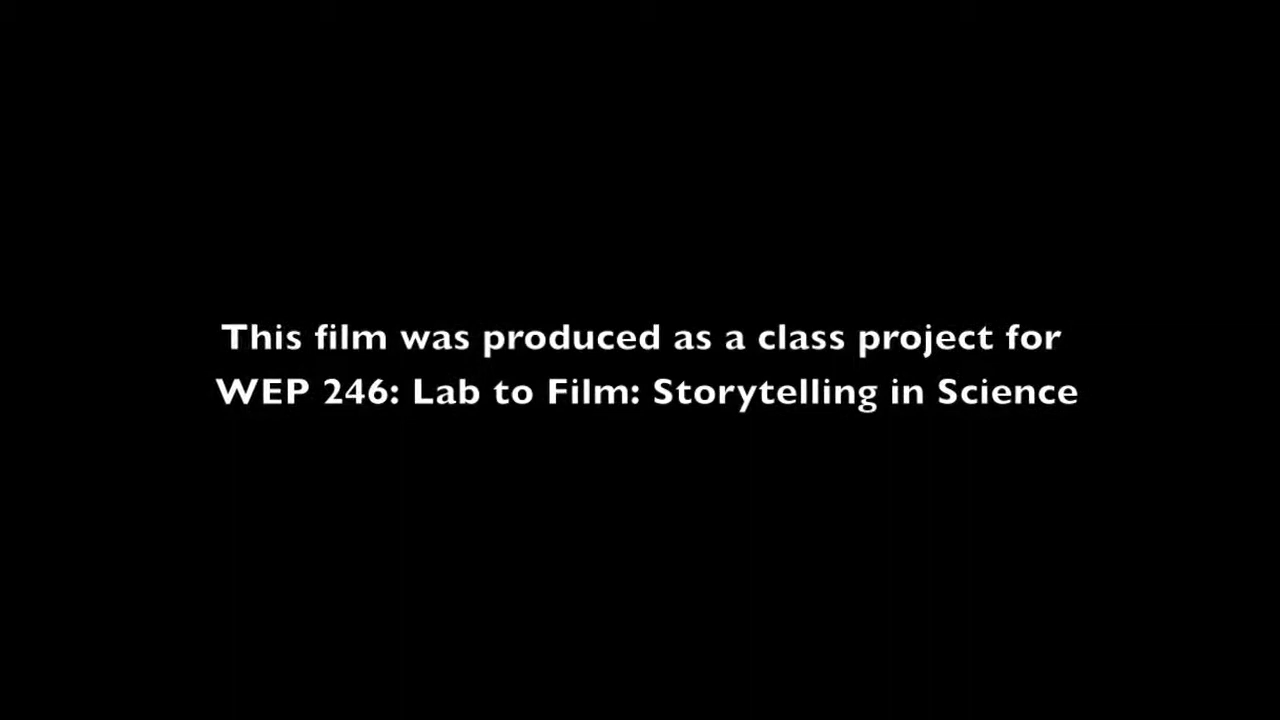 This film was produced as a class project for
WEP 246: Lab to Film: Storytelling in Science